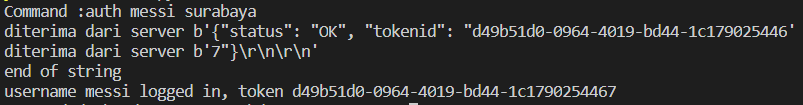 Command :auth messi surabaya
diterima dari server b'{"status": "OK", "tokenid": "d49b51d0-0964-4019-bd44-1c179025446'
diterima dari server b'7"}\r\n\r\n'
end of string
username messi logged in, token d49b51d0-0964-4019-bd44-1c1790254467